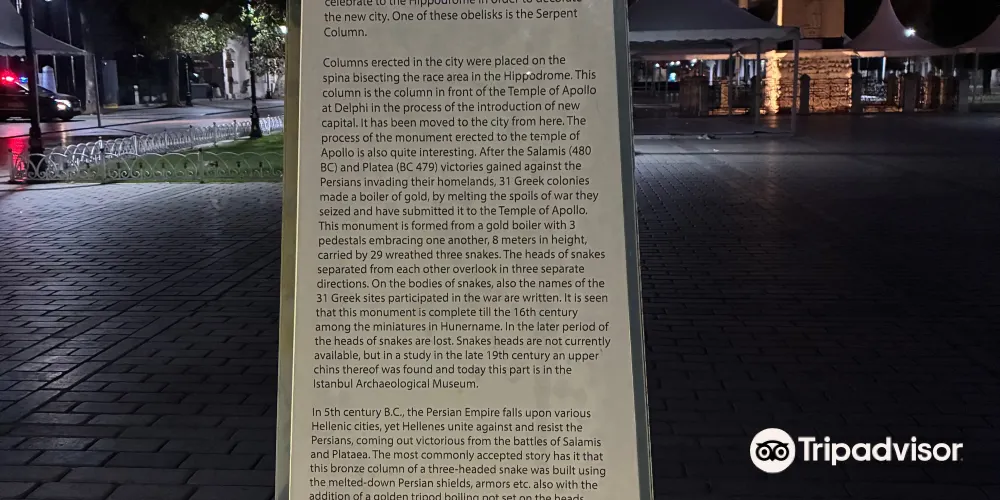 celebrate to the Hippodrome in order to decorate
the new city. One of these obelisks is the Serpent
Column.
Columns erected in the city were placed on the
spina bisecting the race area in the Hippodrome. This
column is the column in front of the Temple of Apollo
at Delphi in the process of the introduction of new
capital. It has been moved to the city from here. The
process of the monument erected to the temple of
Apollo is also quite interesting. After the Salamis (480
BC) and Platea (BC 479) victories gained against the
Persians invading their homelands, 31 Greek colonies
made a boiler of gold, by melting the spoils of war they
seized and have submitted it to the Temple of Apollo.
This monument is formed from a gold boiler with 3
pedestals embracing one another, 8 meters in height,
carried by 29 wreathed three snakes. The heads of snakes
separated from each other overlook in three separate
directions. On the bodies of snakes, also the names of the
31 Greek sites participated in the war are written. It is seen
that this monument is complete till the 16th century
among the miniatures in Hunername. In the later period of
the heads of snakes are lost. Snakes heads are not currently
available, but in a study in the late 19th century an upper
chins thereof was found and today this part is in the
Istanbul Archaeological Museum.
In 5th century B.C., the Persian Empire falls upon various
Hellenic cities, yet Hellenes unite against and resist the
Persians, coming out victorious from the battles of Salamis
and Plataea. The most commonly accepted story has it that
this bronze column of a three-headed snake was built using
the melted-down Persian shields, armors etc. also with the
addition of a golden tripod boiling pot set on the heads
Tripadvisor